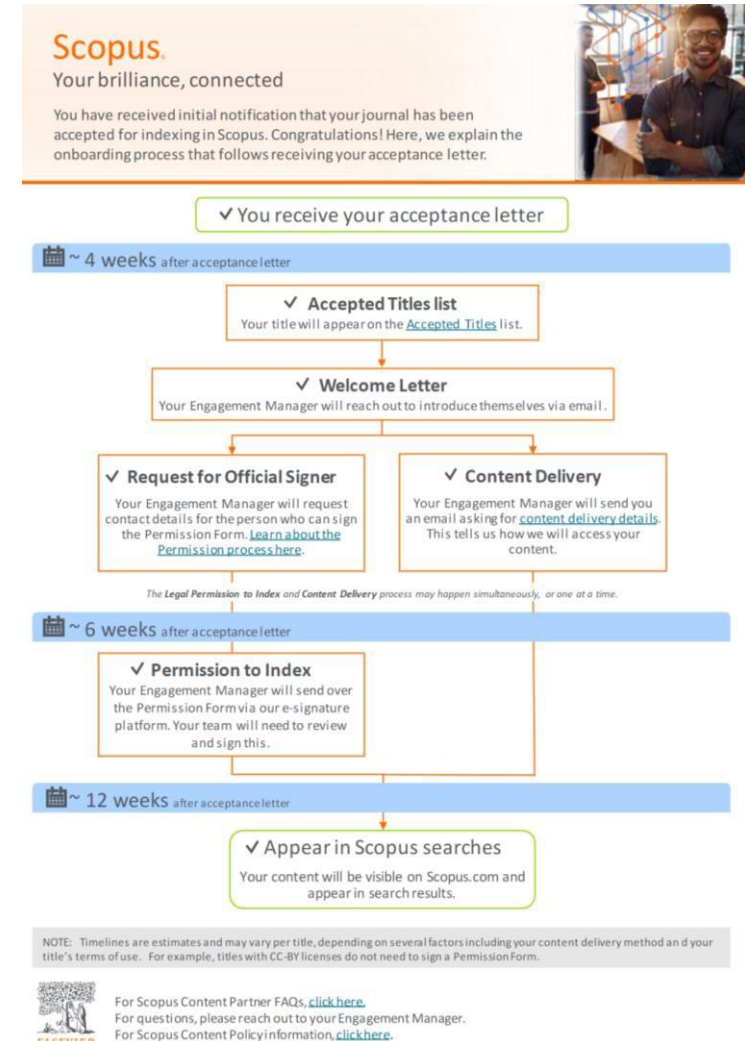 Scopus®
Your brilliance, connected
You have received initial notification that your journal has been
accepted for indexing in Scopus. Congratulations! Here, we explain the
onboarding process that follows receiving your acceptance letter.
✓ You receive your acceptance letter
~ 4 weeks after acceptance letter
✓ Accepted Titles list
Your title will appear on the Accepted Titles list.
✓ Welcome Letter
Your Engagement Manager will reach out to introduce themselves via email.
✓ Request for Official Signer
Your Engagement Manager will request
contact details for the person who can sign
the Permission Form. Learn about the
Permission process here.
✓ Content Delivery
Your Engagement Manager will send you
an email asking for content delivery details.
This tells us how we will access your
content.
The Legal Permission to Index and Content Delivery process may happen simultaneously, or one at a time.
~ 6 weeks after acceptance letter
✓ Permission to Index
Your Engagement Manager will send over
the Permission Form via our e-signature
platform. Your team will need to review
and sign this.
~ 12 weeks after acceptance letter
✓ Appear in Scopus searches
Your content will be visible on Scopus.com and
appear in search results.
NOTE: Timelines are estimates and may vary per title, depending on several factors including your content delivery method and your
title's terms of use. For example, titles with CC-BY licenses do not need to sign a Permission Form.
For Scopus Content Partner FAQs, click here.
For questions, please reach out to your Engagement Manager.
For Scopus Content Policy information, click here.
ELSEVIER